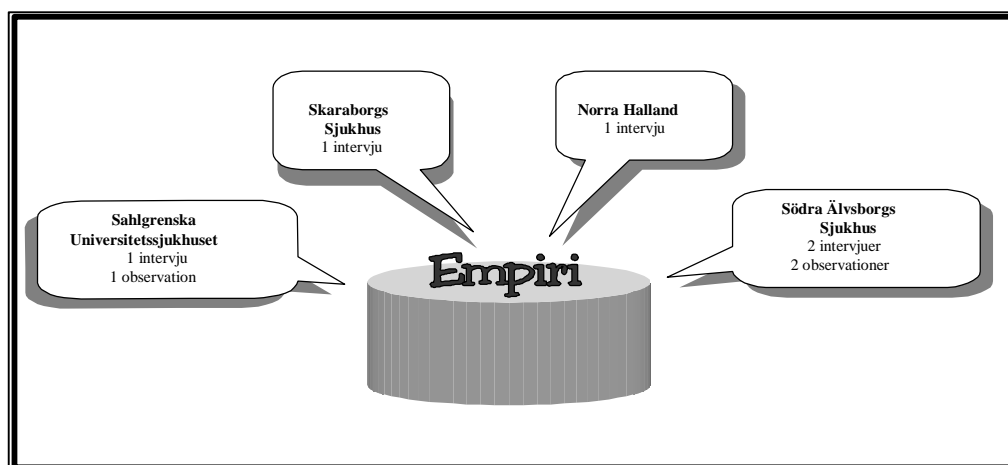 Skaraborgs
Sjukhus
1 intervju
Norra Halland
1 intervju
Sahlgrenska
Universitetssjukhuset
1 intervju
1 observation
Södra Älvsborgs
Sjukhus
2 intervjuer
2 observationer
Empiri